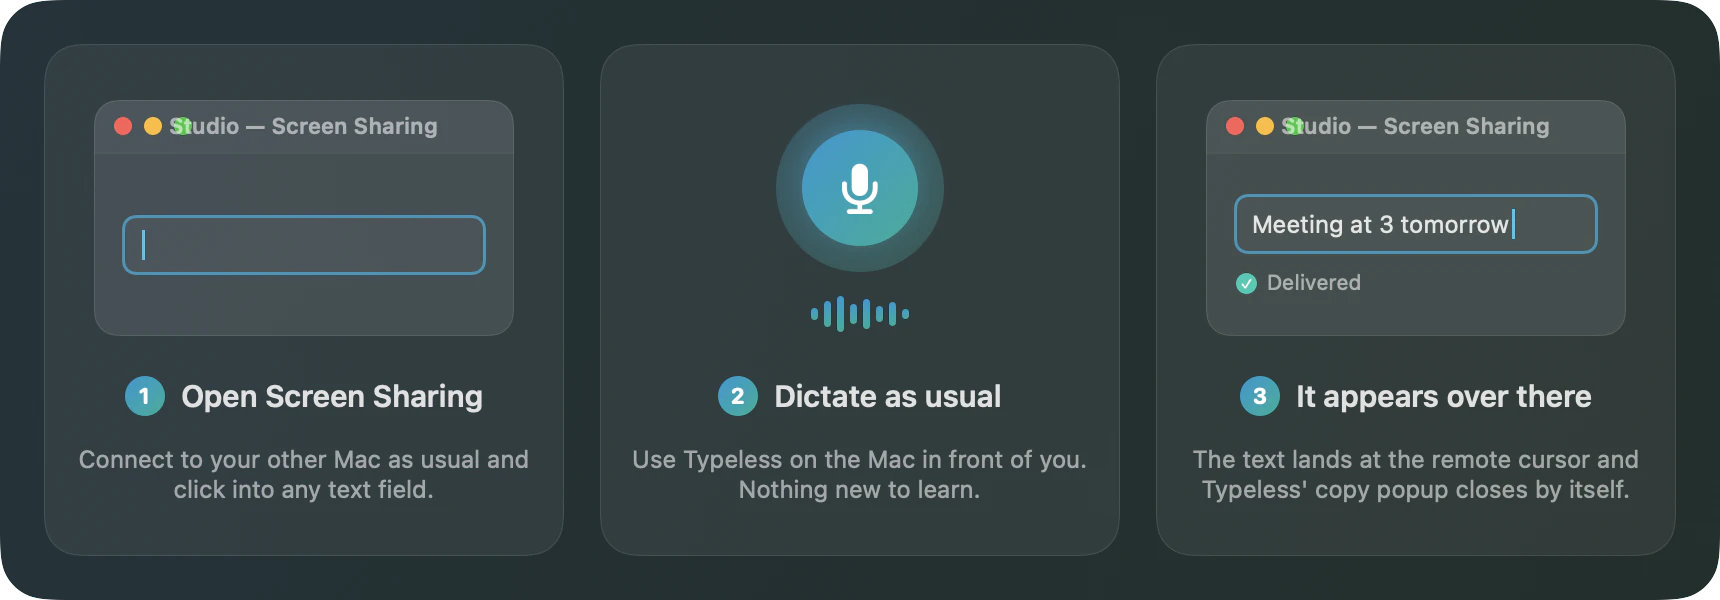 Studio — Screen Sharing
1 Open Screen Sharing
Connect to your other Mac as usual and
click into any text field.
2 Dictate as usual
Use Typeless on the Mac in front of you.
Nothing new to learn.
Studio — Screen Sharing
Meeting at 3 tomorrow
Delivered
3 It appears over there
The text lands at the remote cursor and
Typeless' copy popup closes by itself.